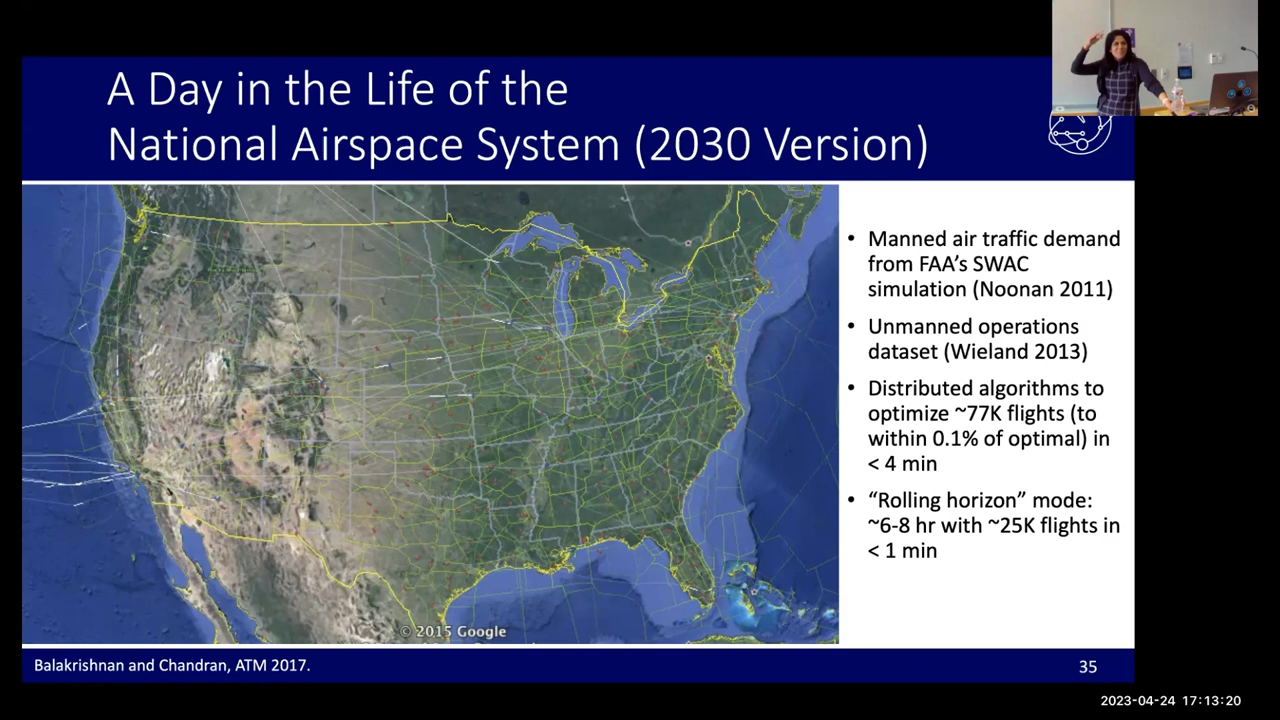 A Day in the Life of the
National Airspace System (2030 Version)
• Manned air traffic demand
from FAA’s SWAC
simulation (Noonan 2011)
• Unmanned operations
dataset (Wieland 2013)
• Distributed algorithms to
optimize ~77K flights (to
within 0.1% of optimal) in
< 4 min
• “Rolling horizon” mode:
~6-8 hr with ~25K flights in
< 1 min
© 2015 Google
Balakrishnan and Chandran, ATM 2017.
35
2023-04-24 17:13:20